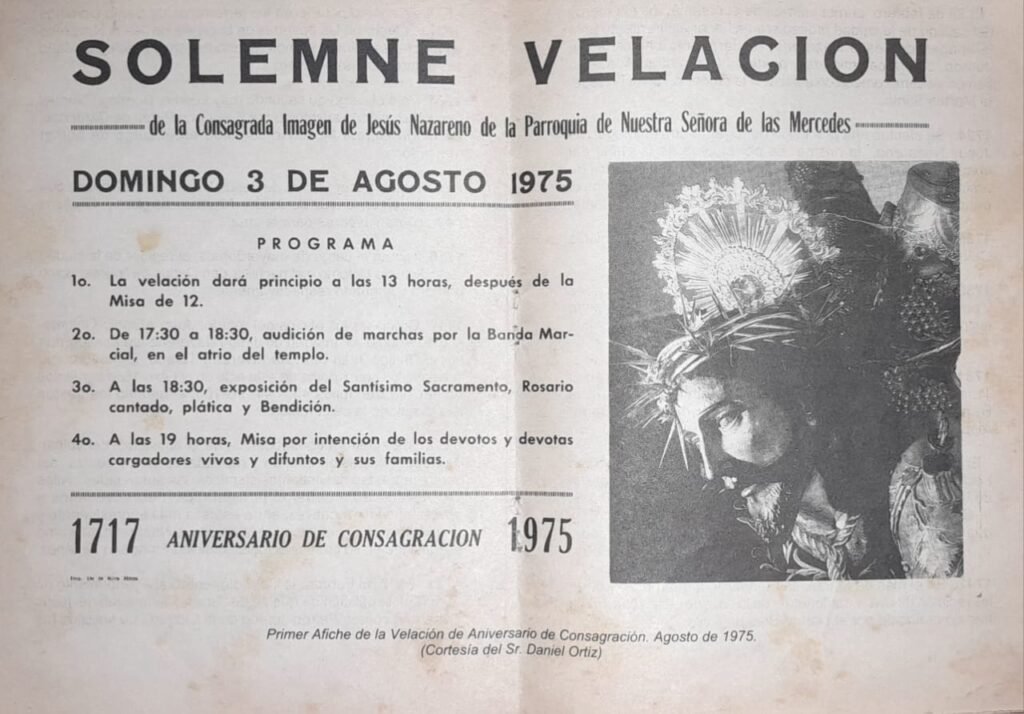 SOLEMNE VELACION
de la Consagrada Imagen de Jesús Nazareno de la Parroquia de Nuestra Señora de las Mercedes
DOMINGO 3 DE AGOSTO 1975
PROGRAMA
1o. La velación dará principio a las 13 horas, después de la
Misa de 12.
2o. De 17:30 a 18:30, audición de marchas por la Banda Mar-
cial, en el atrio del templo.
3o. A las 18:30, exposición del Santísimo Sacramento, Rosario
cantado, plática y Bendición.
4o. A las 19 horas, Misa por intención de los devotos y devotas
cargadores vivos y difuntos y sus familias.
1717 ANIVERSARIO DE CONSAGRACION 1975
Primer Afiche de la Velación de Aniversario de Consagración. Agosto de 1975.
(Cortesía del Sr. Daniel Ortiz)